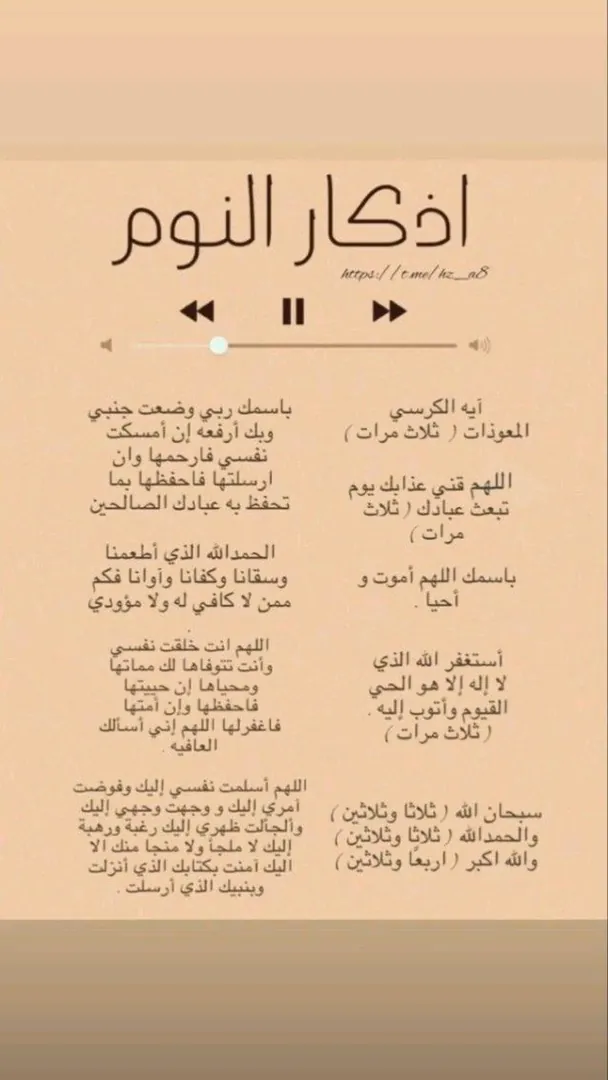 اذكار النوم
https://t.me/hz_a8
آيه الكرسي
المعوذات ( ثلاث مرات )
اللهم قني عذابك يوم
تبعث عبادك ( ثلاث
مرات )
باسمك اللهم أموت و
أحيا .
أستغفر الله الذي
لا إله إلا هو الحي
القيوم وأتوب إليه .
( ثلاث مرات )
سبحان الله ( ثلاثا وثلاثين )
والحمدالله ( ثلاثا وثلاثين )
والله اكبر ( اربعًا وثلاثين )
باسمك ربي وضعت جنبي
وبك أرفعه إن أمسكت
نفسي فارحمها وان
ارسلتها فاحفظها بما
تحفظ به عبادك الصالحين
الحمدالله الذي أطعمنا
وسقانا وكفانا وآوانا فكم
ممن لا كافي له ولا مؤودي
.
اللهم انت خلقت نفسي
وأنت تتوفاها لك مماتها
ومحياها إن حييتها
فاحفظها وإن أمتها
فاغفرلها اللهم إني أسألك
العافيه .
اللهم أسلمت نفسي إليك وفوضت
آمري إليك و وجهت وجهي إليك
وألجألت ظهري إليك رغبة ورهبة
إليك لا ملجأ ولا منجا منك الا
اليك آمنت بكتابك الذي أنزلت
وبنبيك الذي أرسلت .